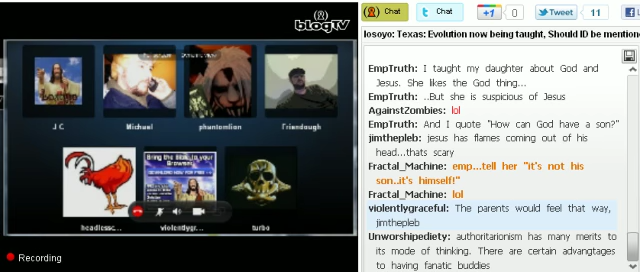 blogTV
J C
Michael
phantomlion
Friendough
Bring the Bible to your
Browser
headlessc...
violentlygr...
turbo
Recording
Chat
Chat
+1
0
Tweet
11
losoyo: Texas: Evolution now being taught, Should ID be mentione
EmpTruth: I taught my daughter about God and
Jesus. She likes the God thing...
EmpTruth: ..But she is suspicious of Jesus
AgainstZombies: lol
EmpTruth: And I quote "How can God have a son?"
jimthepleb: jesus has flames coming out of his
head...thats scary
Fractal_Machine: emp...tell her "it's not his
son..it's himself!"
Fractal_Machine: lol
violentlygraceful: The parents would feel that way,
jimthepleb
Unworshipediety: authoritarionism has many merits to
its mode of thinking. There are certain advangtages
to having fanatic buddies